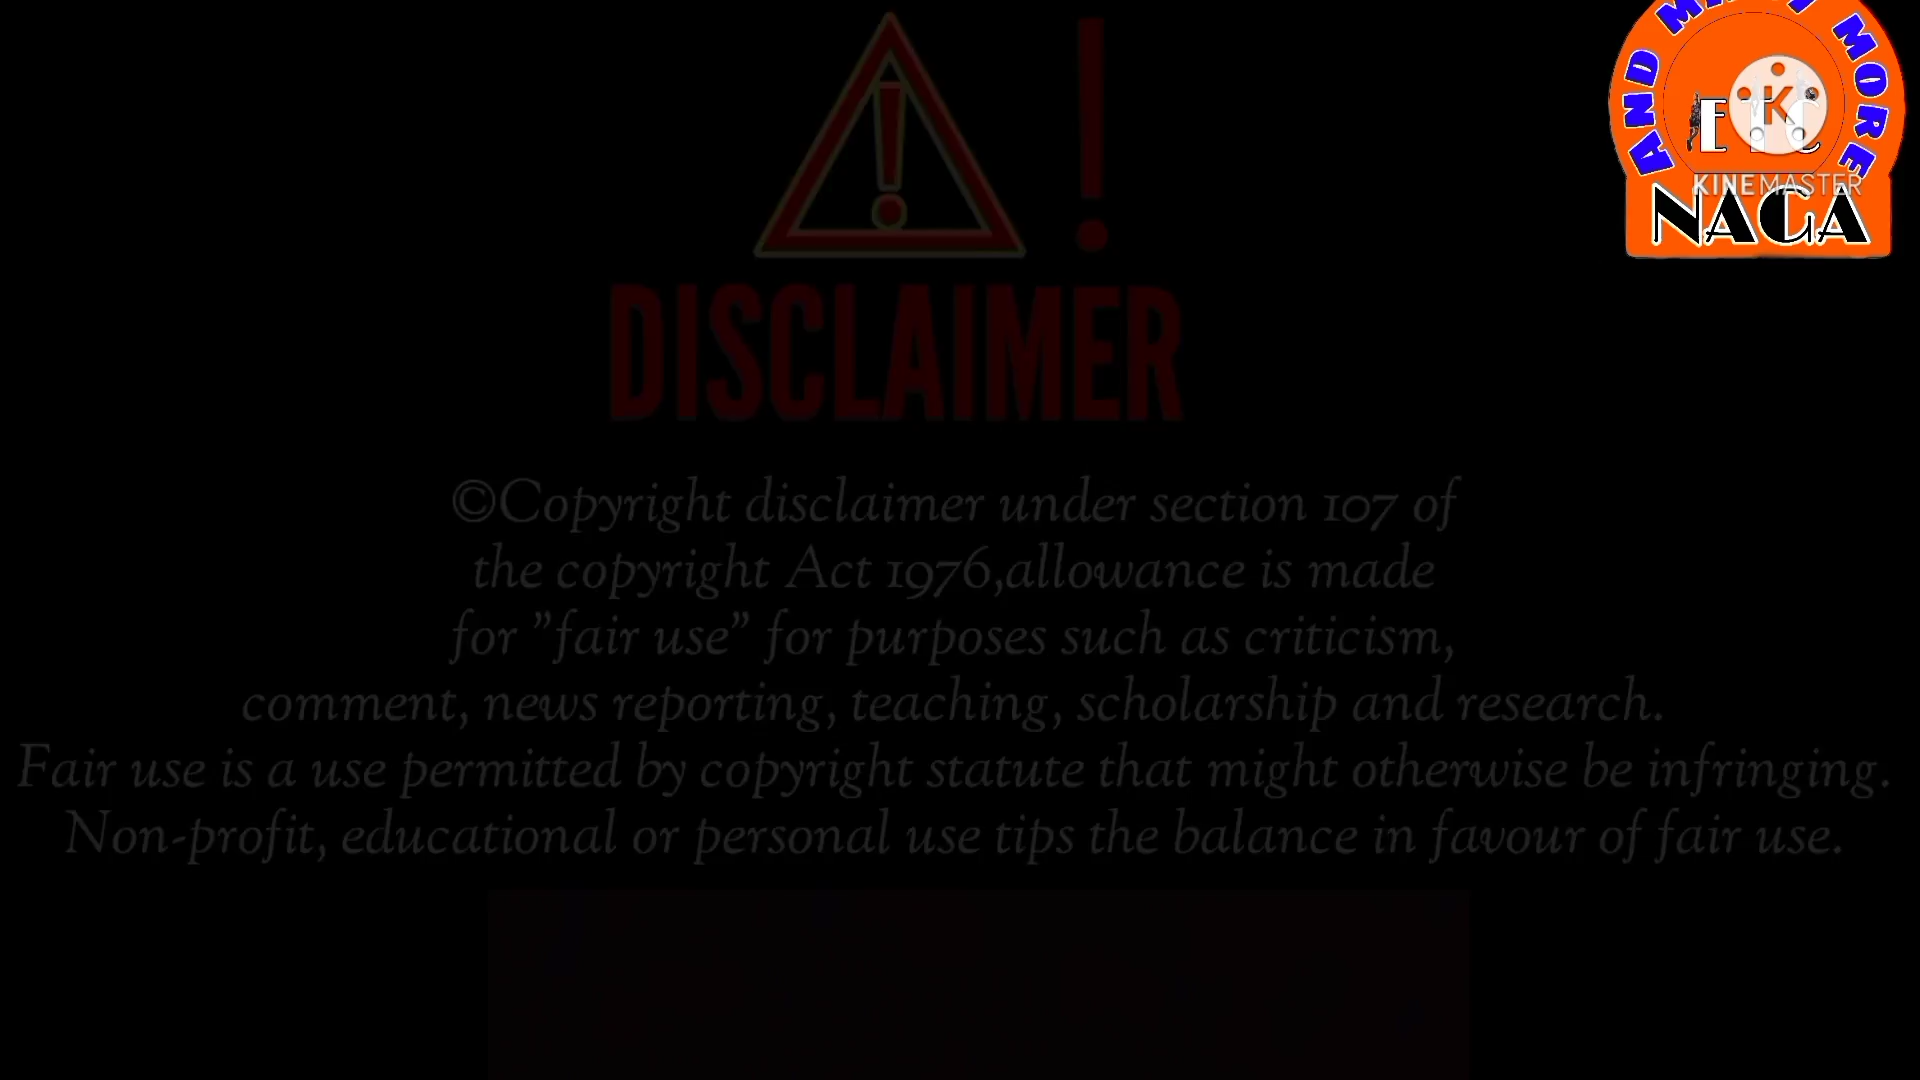 AND MANY MORE
ETC
KINEMASTER
NAGA
DISCLAIMER
©Copyright disclaimer under section 107 of
the copyright Act 1976,allowance is made
for "fair use" for purposes such as criticism,
comment, news reporting, teaching, scholarship and research.
Fair use is a use permitted by copyright statute that might otherwise be infringing.
Non-profit, educational or personal use tips the balance in favour of fair use.